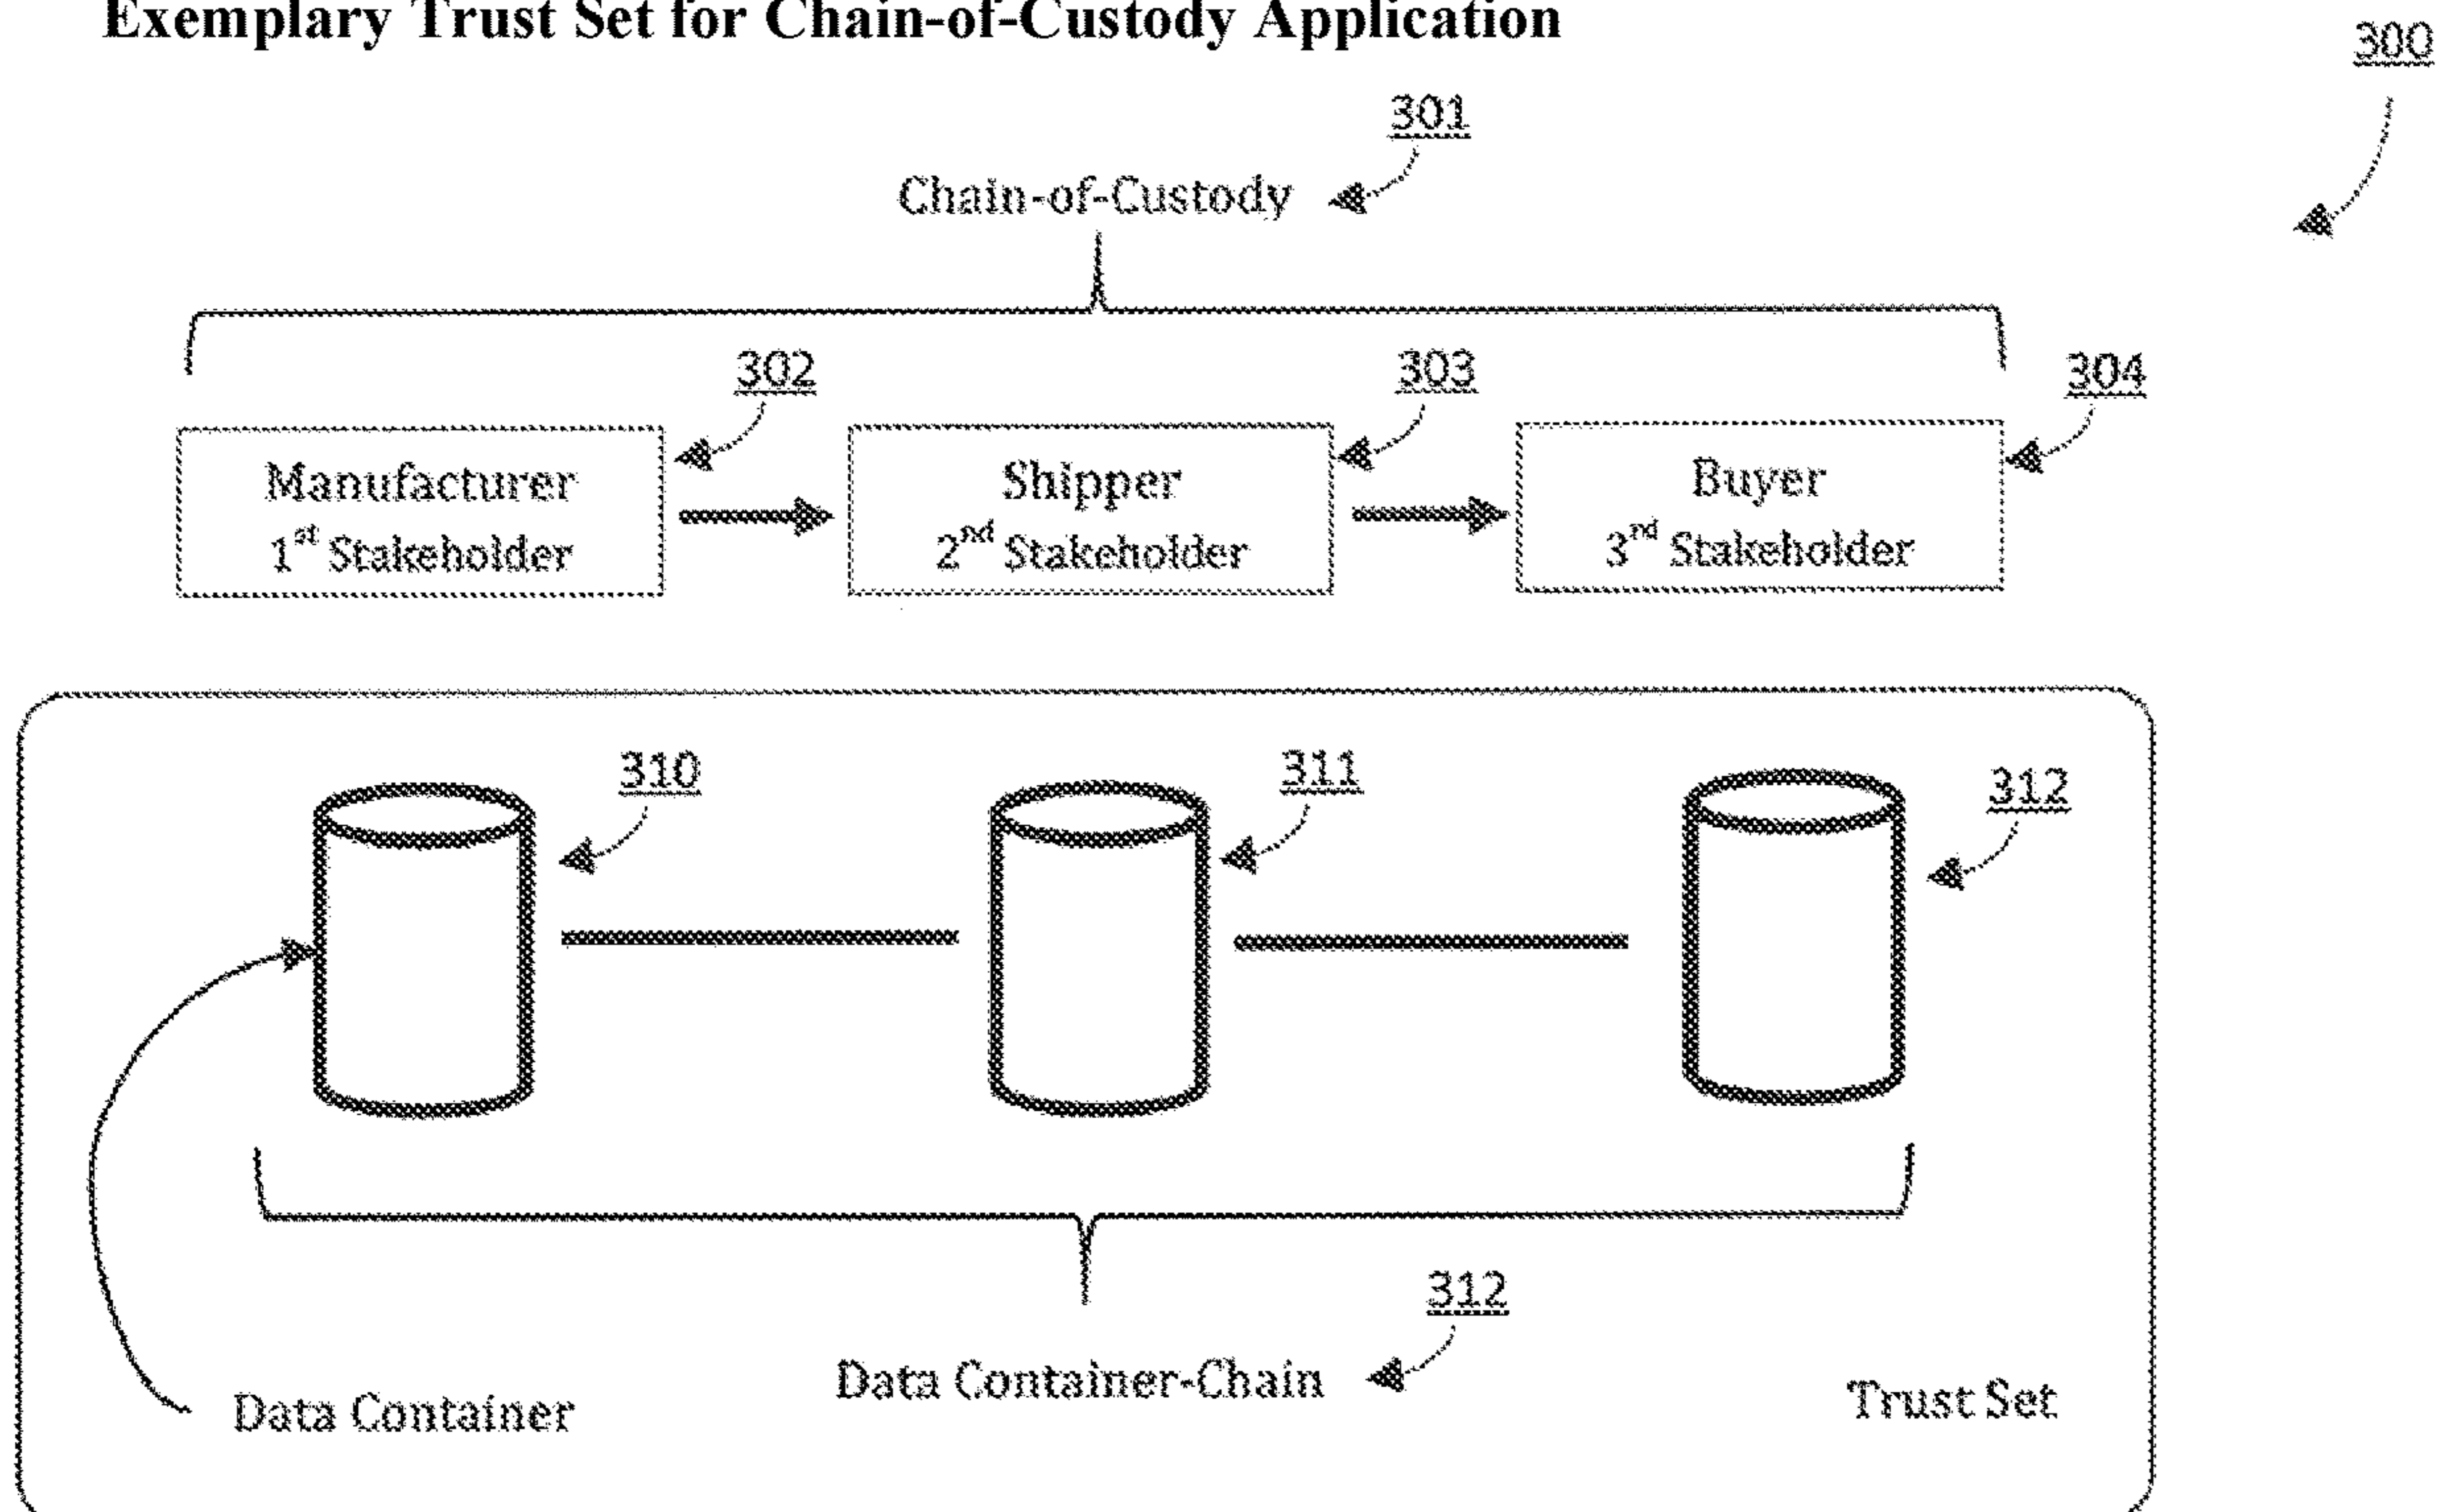 Exemplary Trust Set for Chain-of-Custody Application
300
301
Chain-of-Custody
302
303
304
Manufacturer
1st Stakeholder
Shipper
2nd Stakeholder
Buyer
3rd Stakeholder
310
311
312
312
Data Container-Chain
Data Container
Trust Set